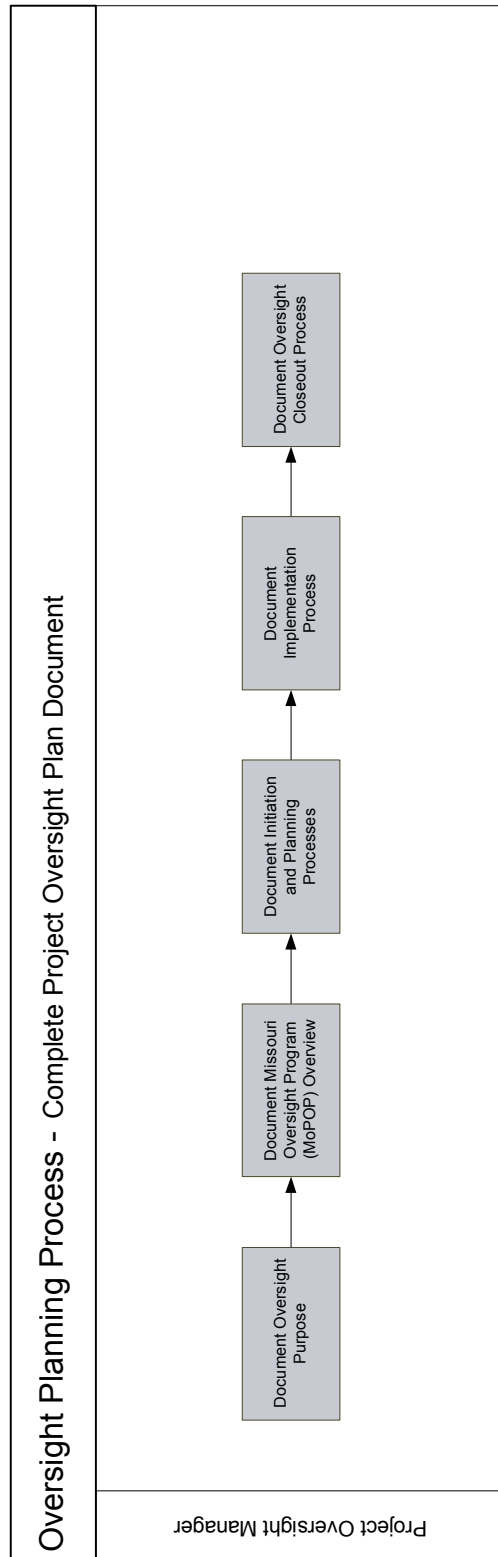 Oversight Planning Process - Complete Project Oversight Plan Document
Project Oversight Manager
Document Oversight
Purpose
Document Missouri
Oversight Program
(MoPOP) Overview
Document Initiation
and Planning
Processes
Document
Implementation
Process
Document Oversight
Closeout Process